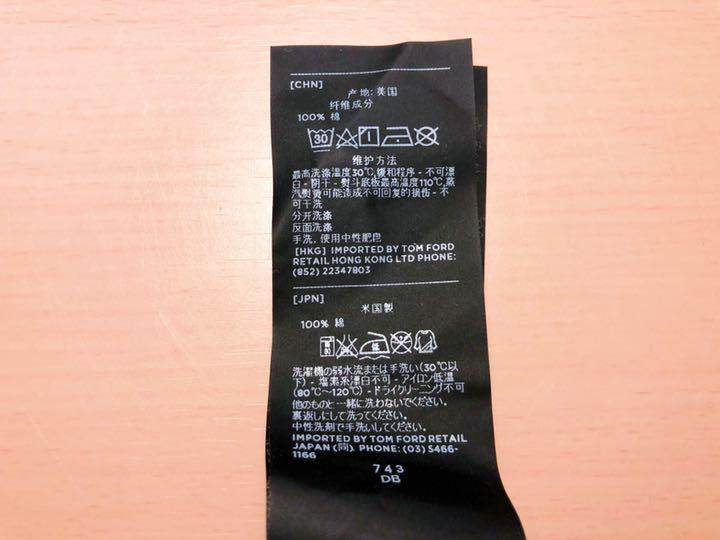 [CHN]
产地: 美国
纤维成分
100% 棉
30
维护方法
最高洗涤温度30℃,缓和程序 - 不可漂
白 - 阴干 - 熨斗底板最高温度110℃,蒸
汽熨烫可能造成不可回复的损伤 - 不
可干洗
分开洗涤
反面洗涤
手洗, 使用中性肥皂
[HKG] IMPORTED BY TOM FORD
RETAIL HONG KONG LTD PHONE:
(852) 22347803
[JPN]
米国製
100% 綿
低
洗濯機の弱水流または手洗い(30℃以
下) - 塩素系漂白不可 - アイロン低温
(80℃~120℃) - ドライクリーニング不可
他のものと一緒に洗わないでください。
裏返しにして洗ってください。
中性洗剤で手洗いしてください。
IMPORTED BY TOM FORD RETAIL
JAPAN (同). PHONE: (03) 5466-
1166
743
DB